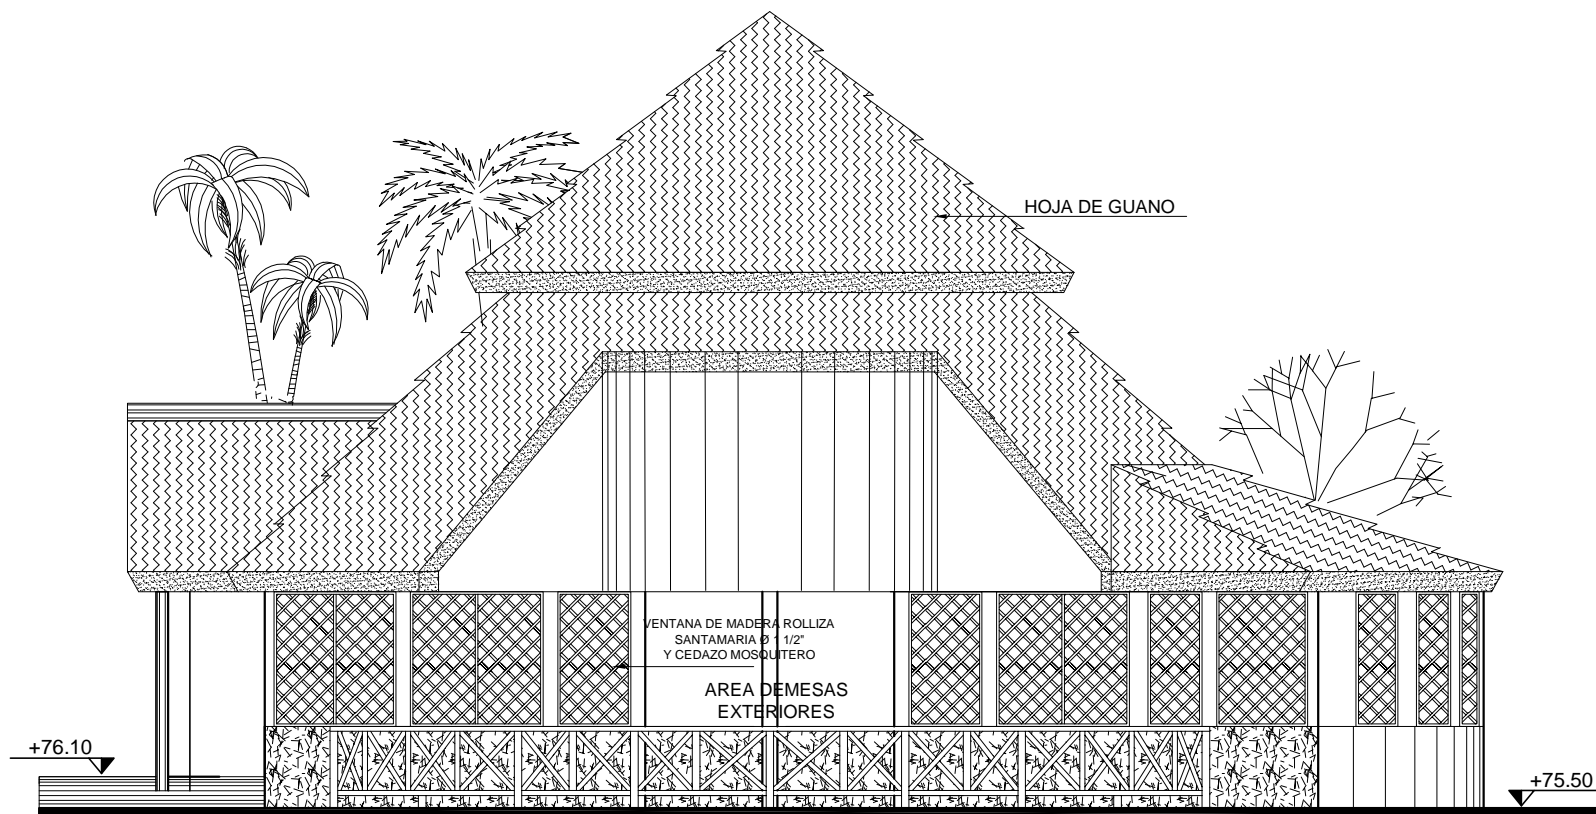 HOJA DE GUANO
VENTANA DE MADERA ROLLIZA
SANTAMARIA Ø 1 1/2"
Y CEDAZO MOSQUITERO
AREA DEMESAS
EXTERIORES
+76.10
+75.50